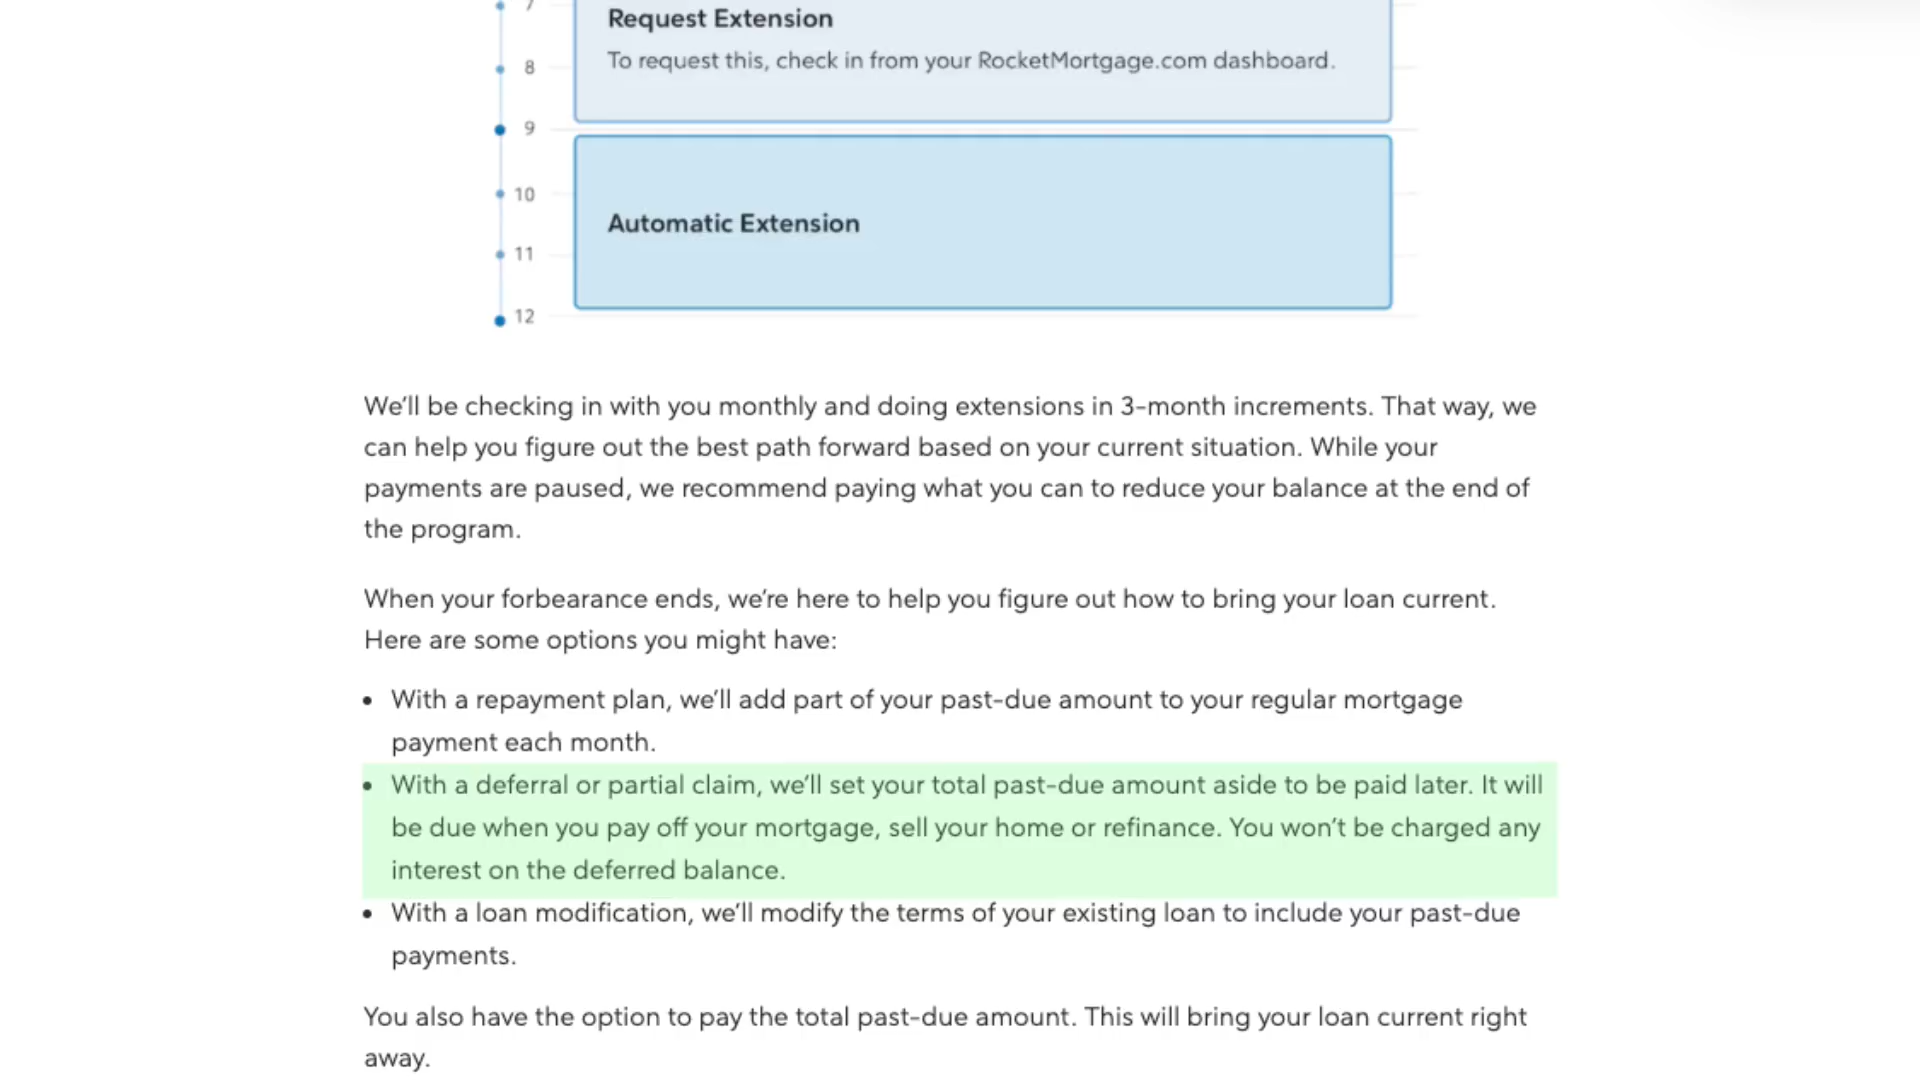 7
Request Extension
To request this, check in from your RocketMortgage.com dashboard.
8
9
10
Automatic Extension
11
12
We’ll be checking in with you monthly and doing extensions in 3-month increments. That way, we
can help you figure out the best path forward based on your current situation. While your
payments are paused, we recommend paying what you can to reduce your balance at the end of
the program.
When your forbearance ends, we’re here to help you figure out how to bring your loan current.
Here are some options you might have:
• With a repayment plan, we’ll add part of your past-due amount to your regular mortgage
payment each month.
• With a deferral or partial claim, we’ll set your total past-due amount aside to be paid later. It will
be due when you pay off your mortgage, sell your home or refinance. You won’t be charged any
interest on the deferred balance.
• With a loan modification, we’ll modify the terms of your existing loan to include your past-due
payments.
You also have the option to pay the total past-due amount. This will bring your loan current right
away.